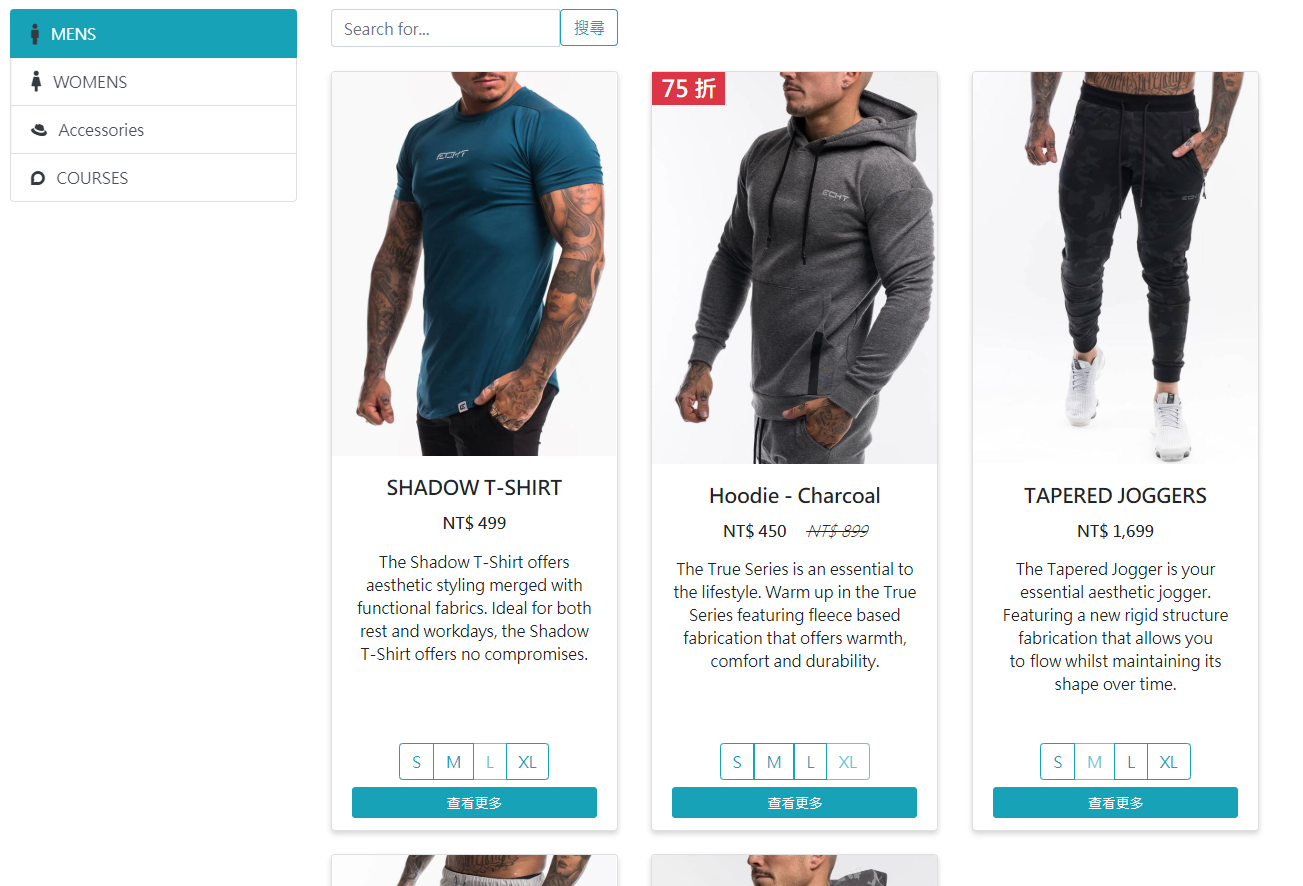 MENS
WOMENS
Accessories
COURSES
Search for...
搜尋
ECHT
SHADOW T-SHIRT
NT$ 499
The Shadow T-Shirt offers
aesthetic styling merged with
functional fabrics. Ideal for both
rest and workdays, the Shadow
T-Shirt offers no compromises.
S M L XL
查看更多
75 折
ECHT
Hoodie - Charcoal
NT$ 450 NT$ 899
The True Series is an essential to
the lifestyle. Warm up in the True
Series featuring fleece based
fabrication that offers warmth,
comfort and durability.
S M L XL
查看更多
ECHT
TAPERED JOGGERS
NT$ 1,699
The Tapered Jogger is your
essential aesthetic jogger.
Featuring a new rigid structure
fabrication that allows you
to flow whilst maintaining its
shape over time.
S M L XL
查看更多